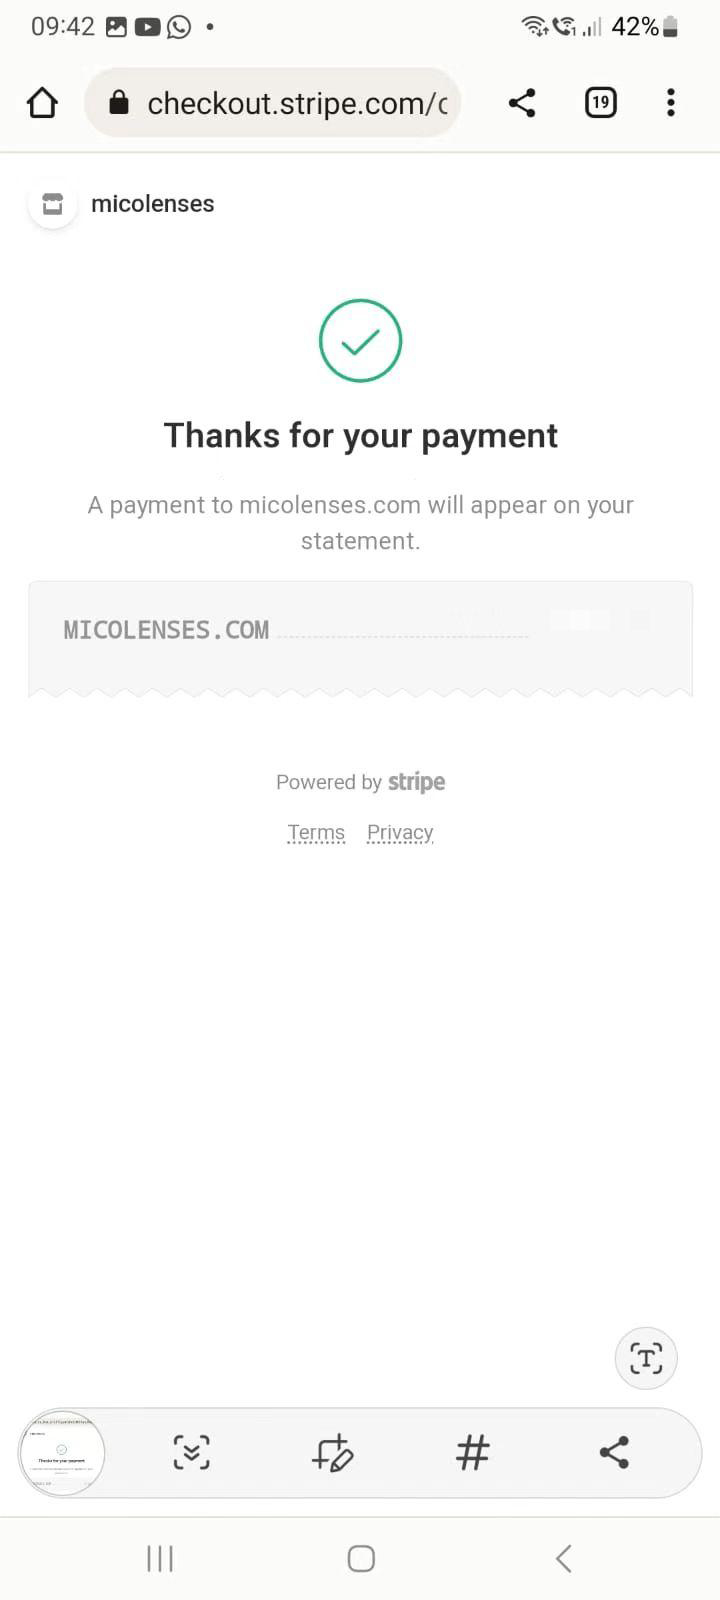 09:42
42%
checkout.stripe.com/c
19
micolenses
Thanks for your payment
A payment to micolenses.com will appear on your
statement.
MICOLENSES.COM
Powered by stripe
Terms Privacy